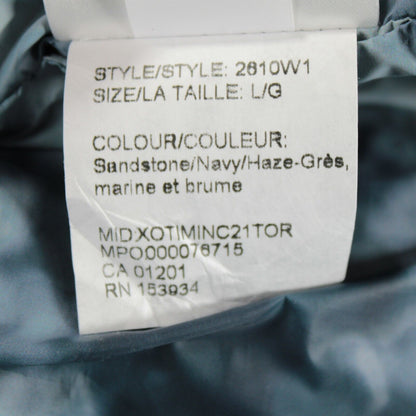 STYLE/STYLE: 2610W1
SIZE/LA TAILLE: L/G
COLOUR/COULEUR:
Sandstone/Navy/Haze-Grès,
marine et brume
MIDXOTIMINC21TOR
MPO000076715
CA 01201
RN 153934